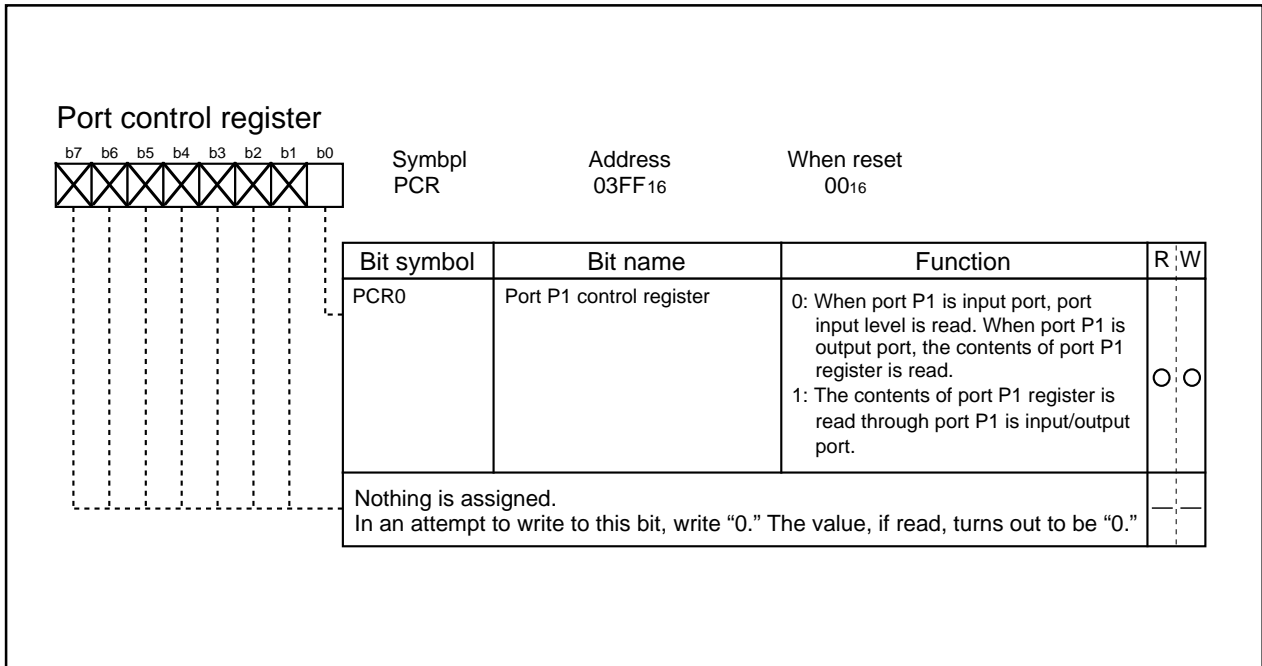 Port control register
b7 b6 b5 b4 b3 b2 b1 b0
Symbpl Address When reset
PCR 03FF16 0016
Bit symbol Bit name Function R W
PCR0 Port P1 control register 0: When port P1 is input port, port
input level is read. When port P1 is
output port, the contents of port P1
register is read.
1: The contents of port P1 register is
read through port P1 is input/output
port.
Nothing is assigned.
In an attempt to write to this bit, write “0.” The value, if read, turns out to be “0.”